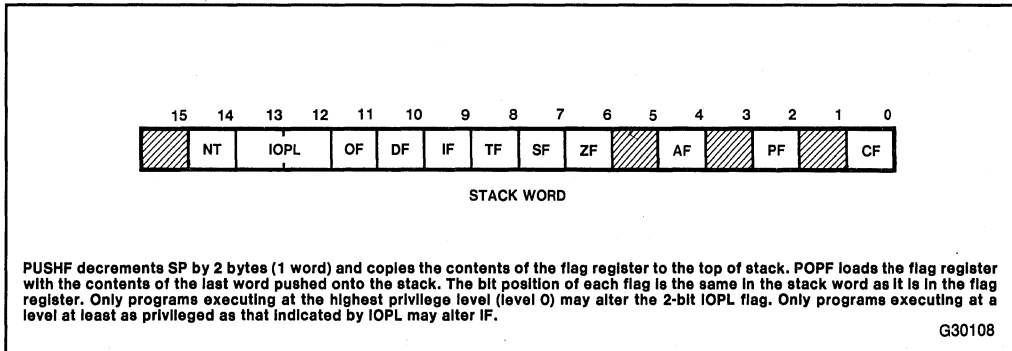 15 14 13 12 11 10 9 8 7 6 5 4 3 2 1 0
NT IOPL OF DF IF TF SF ZF AF PF CF
STACK WORD
PUSHF decrements SP by 2 bytes (1 word) and copies the contents of the flag register to the top of stack. POPF loads the flag register
with the contents of the last word pushed onto the stack. The bit position of each flag is the same in the stack word as it is in the flag
register. Only programs executing at the highest privilege level (level 0) may alter the 2-bit IOPL flag. Only programs executing at a
level at least as privileged as that indicated by IOPL may alter IF.
G30108